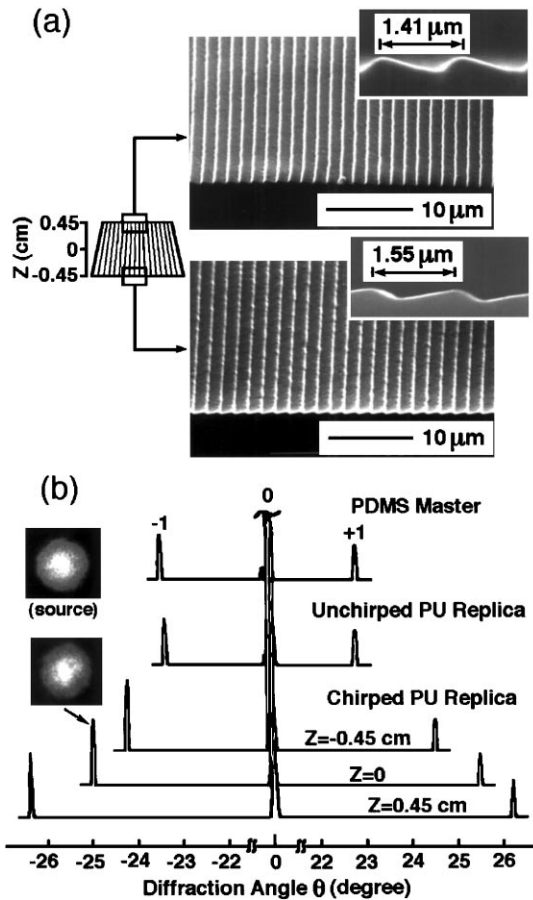 (a)
1.41 μm
10 μm
Z (cm)
0.45
0
-0.45
1.55 μm
10 μm
(b)
0
PDMS Master
-1
+1
(source)
Unchirped PU Replica
Chirped PU Replica
Z=-0.45 cm
Z=0
Z=0.45 cm
-26 -25 -24 -23 -22 0 22 23 24 25 26
Diffraction Angle θ (degree)